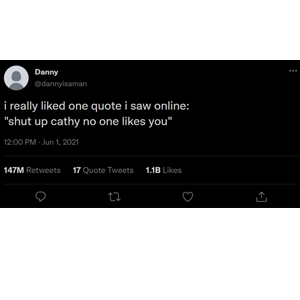 Danny
@dannyisaman
i really liked one quote i saw online:
"shut up cathy no one likes you"
12:00 PM · Jun 1, 2021
147M Retweets 17 Quote Tweets 1.1B Likes